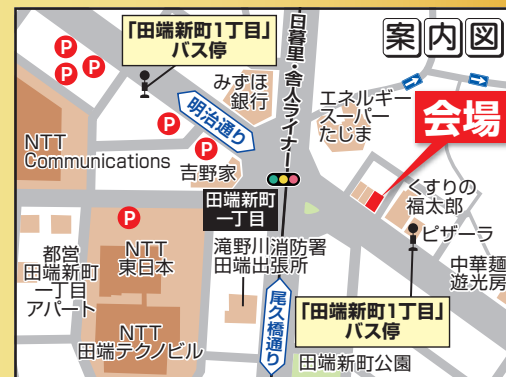 案内図
「田端新町1丁目」
バス停
日暮里・舎人ライナー
P
P
P
P
P
P
みずほ
銀行
明治通り
エネルギー
スーパー
たじま
会場
NTT
Communications
吉野家
田端新町
一丁目
くすりの
福太郎
ピザーラ
中華麺
遊光房
都営
田端新町
一丁目
アパート
NTT
東日本
滝野川消防署
田端出張所
尾久橋通り
「田端新町1丁目」
バス停
NTT
田端テクノビル
田端新町公園